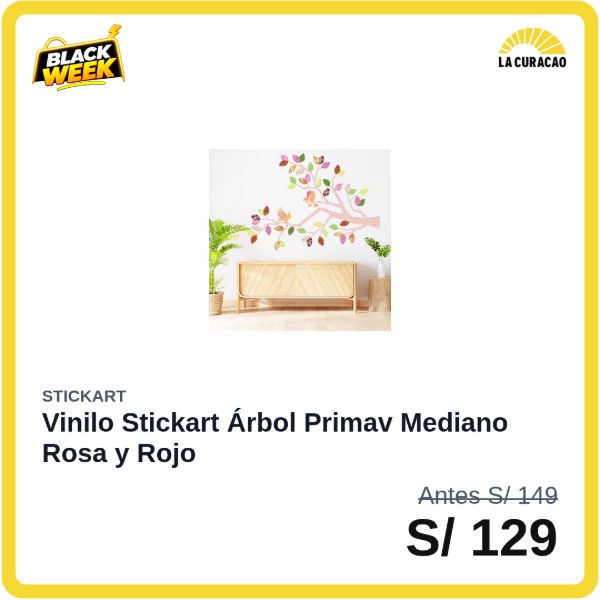 BLACK
WEEK
LA CURACAO
STICKART
Vinilo Stickart Árbol Primav Mediano
Rosa y Rojo
Antes S/ 149
S/ 129